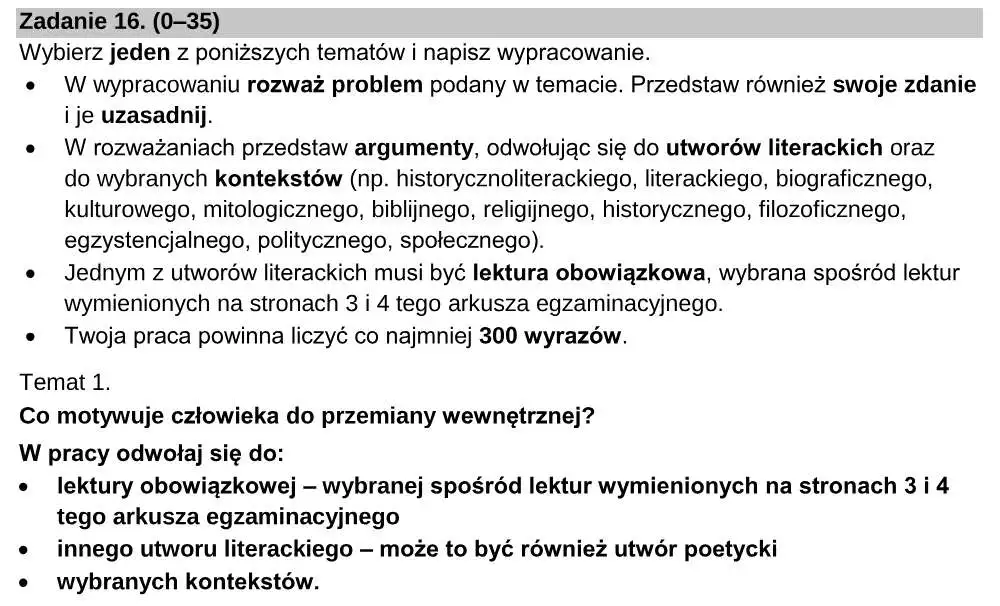 Zadanie 16. (0–35)
Wybierz jeden z poniższych tematów i napisz wypracowanie.
• W wypracowaniu rozważ problem podany w temacie. Przedstaw również swoje zdanie
i je uzasadnij.
• W rozważaniach przedstaw argumenty, odwołując się do utworów literackich oraz
do wybranych kontekstów (np. historycznoliterackiego, literackiego, biograficznego,
kulturowego, mitologicznego, biblijnego, religijnego, historycznego, filozoficznego,
egzystencjalnego, politycznego, społecznego).
• Jednym z utworów literackich musi być lektura obowiązkowa, wybrana spośród lektur
wymienionych na stronach 3 i 4 tego arkusza egzaminacyjnego.
• Twoja praca powinna liczyć co najmniej 300 wyrazów.
Temat 1.
Co motywuje człowieka do przemiany wewnętrznej?
W pracy odwołaj się do:
• lektury obowiązkowej – wybranej spośród lektur wymienionych na stronach 3 i 4
tego arkusza egzaminacyjnego
• innego utworu literackiego – może to być również utwór poetycki
• wybranych kontekstów.